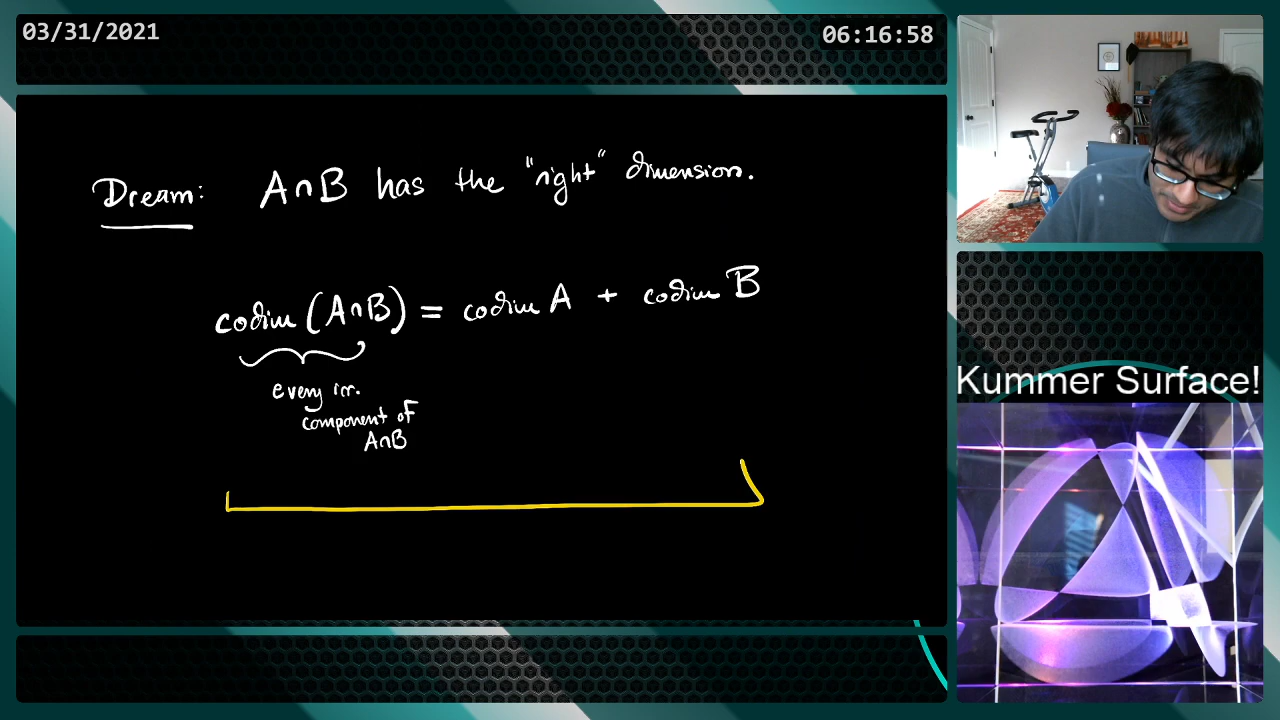 03/31/2021
06:16:58
Dream: A∩B has the "right" dimension.
codim (A∩B) = codim A + codim B
every irr.
component of
A∩B
Kummer Surface!